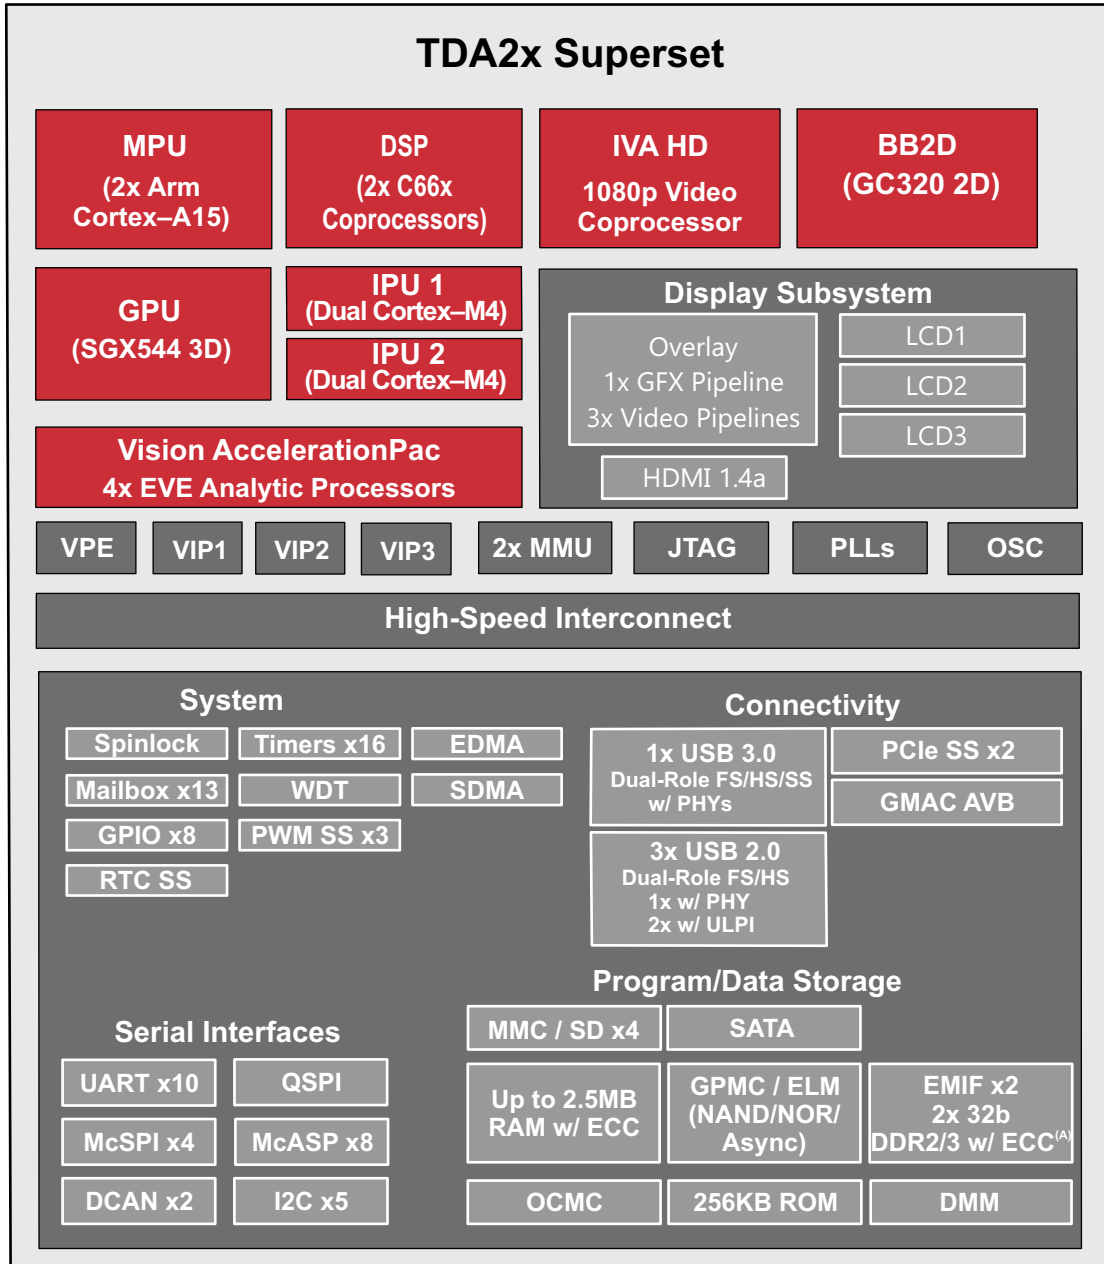 TDA2x Superset
MPU
(2x Arm
Cortex–A15)
DSP
(2x C66x
Coprocessors)
IVA HD
1080p Video
Coprocessor
BB2D
(GC320 2D)
GPU
(SGX544 3D)
IPU 1
(Dual Cortex–M4)
IPU 2
(Dual Cortex–M4)
Display Subsystem
Overlay
1x GFX Pipeline
3x Video Pipelines
LCD1
LCD2
LCD3
HDMI 1.4a
Vision AccelerationPac
4x EVE Analytic Processors
VPE
VIP1
VIP2
VIP3
2x MMU
JTAG
PLLs
OSC
High-Speed Interconnect
System
Spinlock
Timers x16
EDMA
Mailbox x13
WDT
SDMA
GPIO x8
PWM SS x3
RTC SS
Connectivity
1x USB 3.0
Dual-Role FS/HS/SS
w/ PHYs
PCIe SS x2
GMAC AVB
3x USB 2.0
Dual-Role FS/HS
1x w/ PHY
2x w/ ULPI
Serial Interfaces
UART x10
QSPI
McSPI x4
McASP x8
DCAN x2
I2C x5
Program/Data Storage
MMC / SD x4
SATA
Up to 2.5MB
RAM w/ ECC
GPMC / ELM
(NAND/NOR/
Async)
EMIF x2
2x 32b
DDR2/3 w/ ECC(A)
OCMC
256KB ROM
DMM